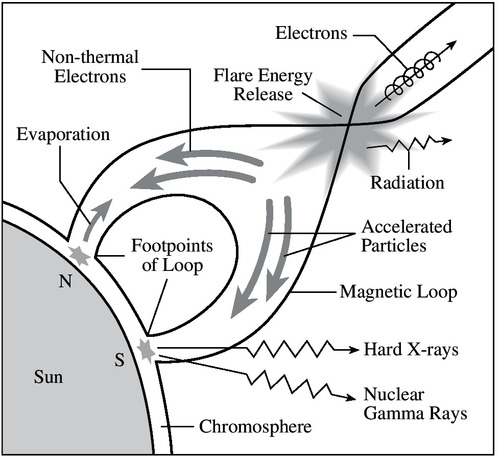 Electrons
Non-thermal
Electrons
Flare Energy
Release
Evaporation
Radiation
Footpoints
of Loop
Accelerated
Particles
N
Magnetic Loop
S
Hard X-rays
Sun
Nuclear
Gamma Rays
Chromosphere